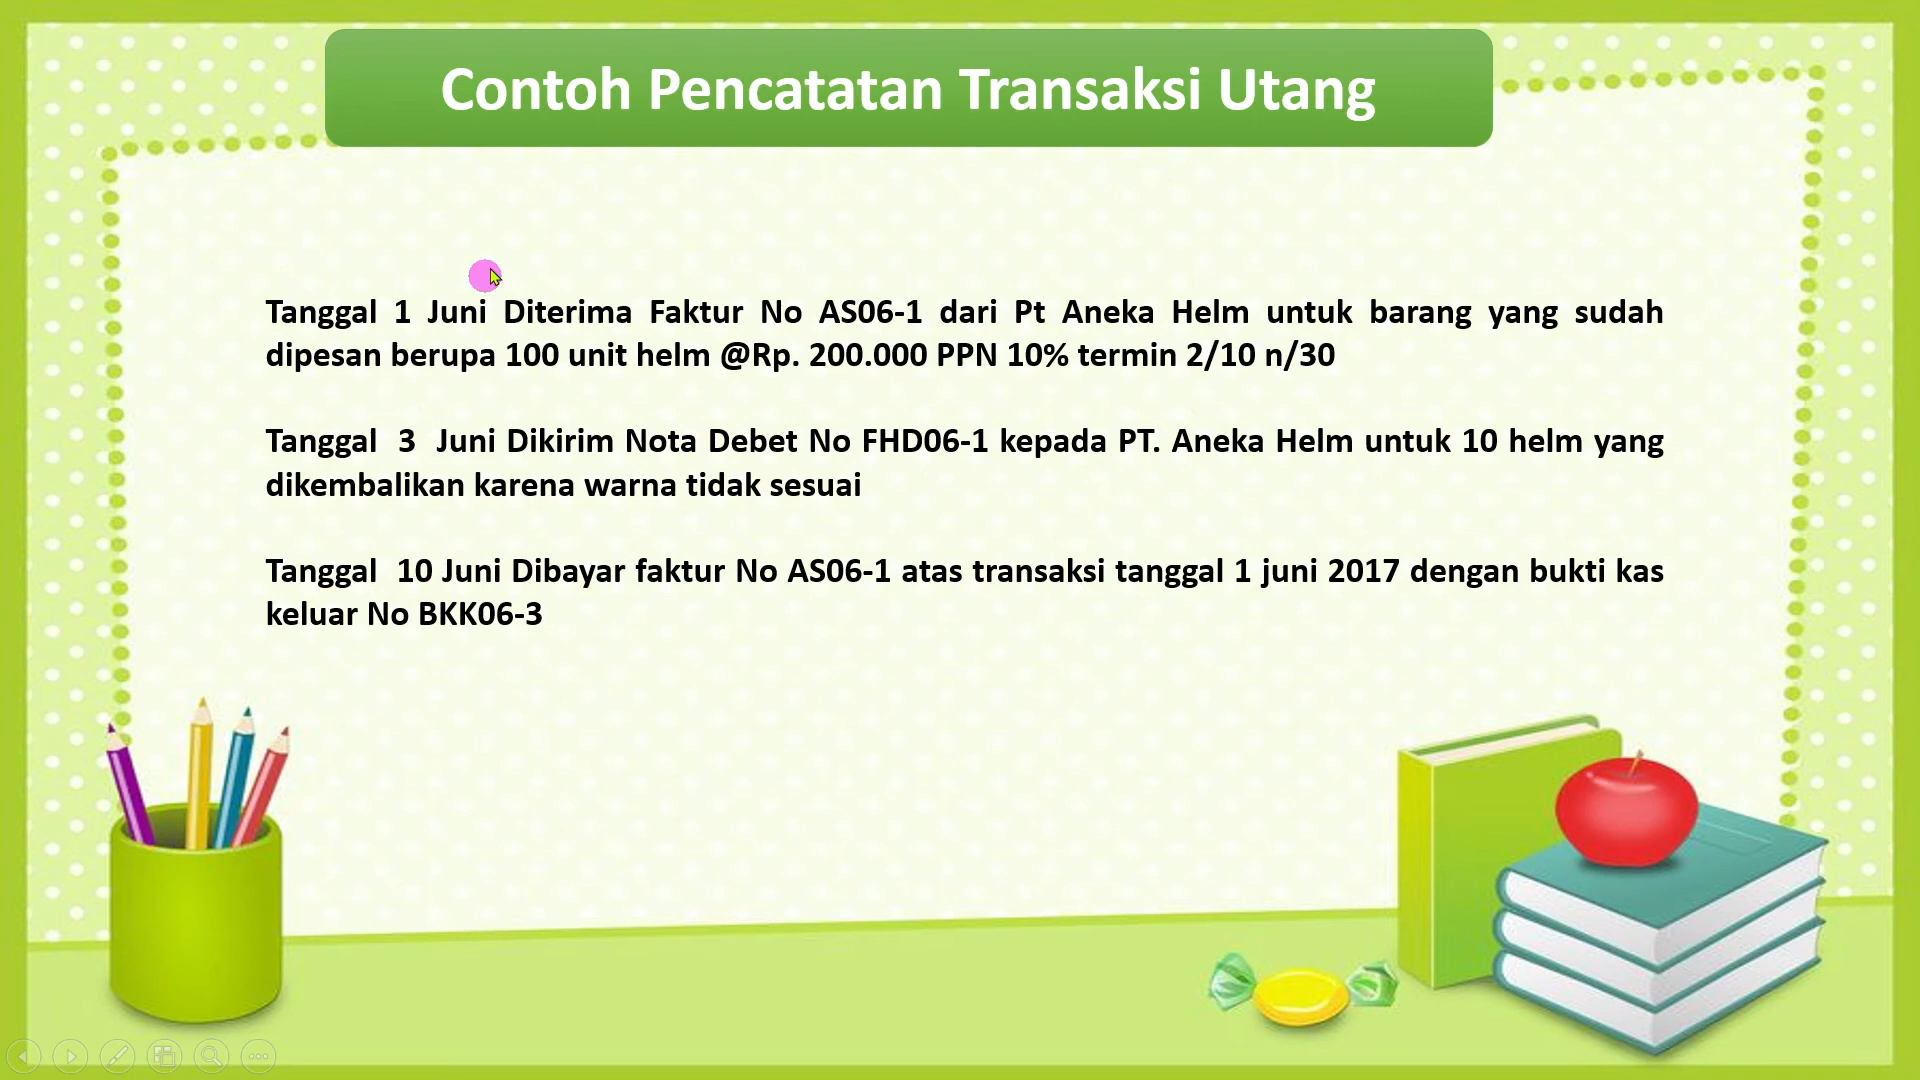 Contoh Pencatatan Transaksi Utang
Tanggal 1 Juni Diterima Faktur No AS06-1 dari Pt Aneka Helm untuk barang yang sudah
dipesan berupa 100 unit helm @Rp. 200.000 PPN 10% termin 2/10 n/30
Tanggal 3 Juni Dikirim Nota Debet No FHD06-1 kepada PT. Aneka Helm untuk 10 helm yang
dikembalikan karena warna tidak sesuai
Tanggal 10 Juni Dibayar faktur No AS06-1 atas transaksi tanggal 1 juni 2017 dengan bukti kas
keluar No BKK06-3